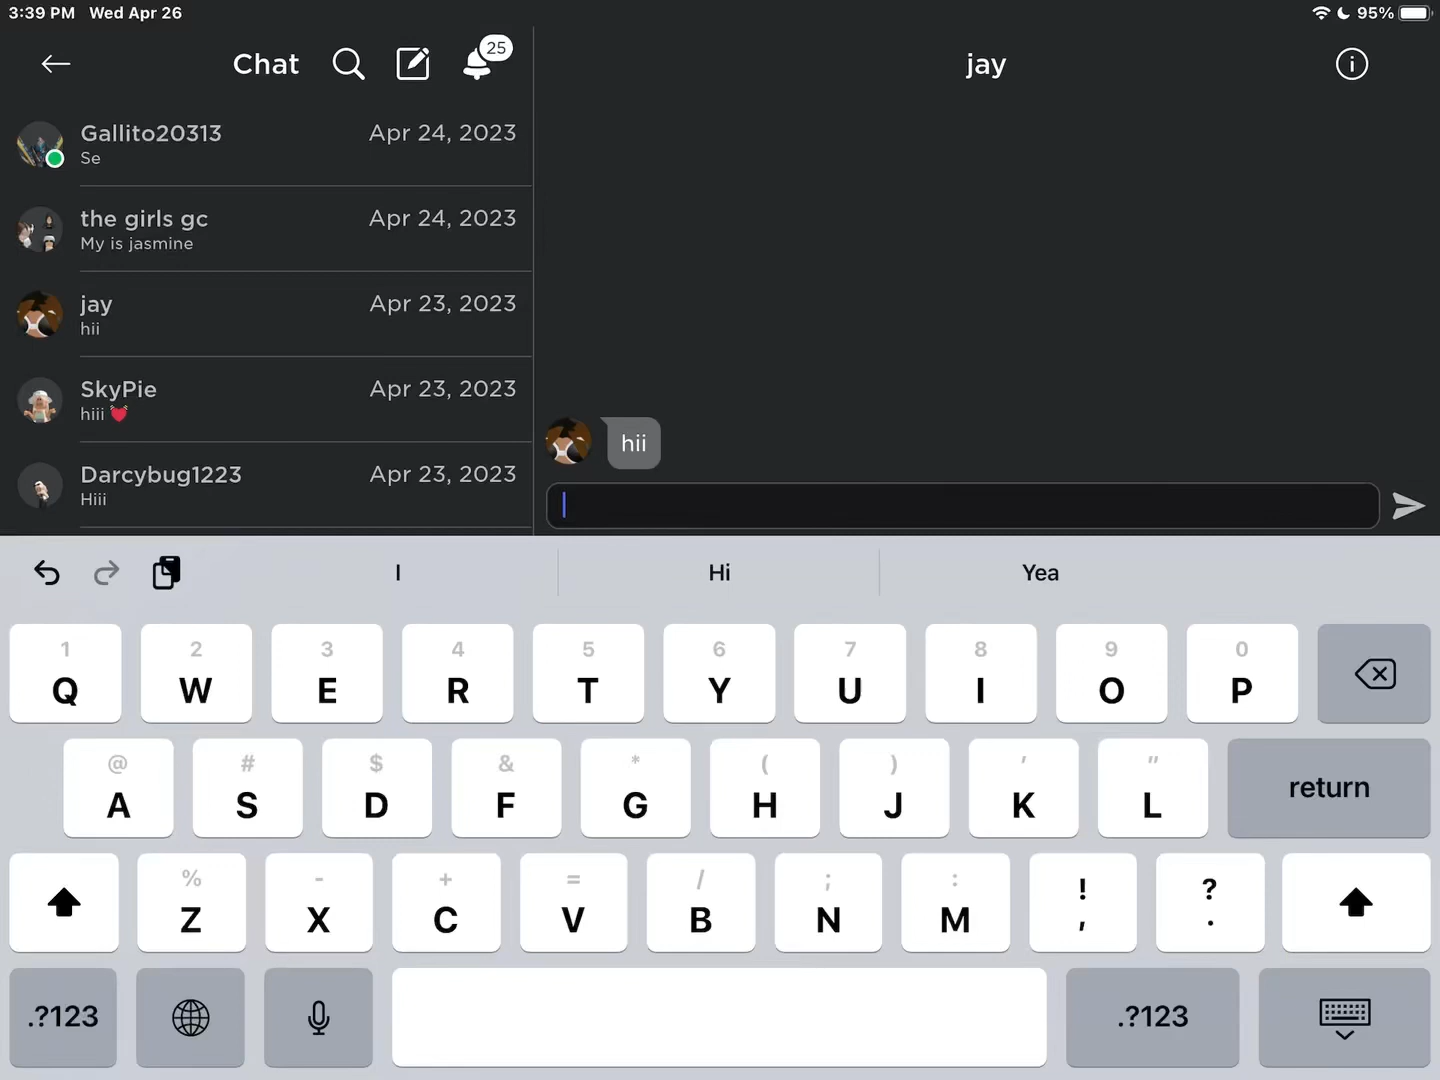 3:39 PM Wed Apr 26
95%
Chat
25
jay
Gallito20313 Apr 24, 2023
Se
the girls gc Apr 24, 2023
My is jasmine
jay Apr 23, 2023
hii
SkyPie Apr 23, 2023
hiii 💓
Darcybug1223 Apr 23, 2023
Hiii
hii
I Hi Yea
1 2 3 4 5 6 7 8 9 0
Q W E R T Y U I O P
@ # $ & * ( ) ' "
A S D F G H J K L return
% - + = / ; : ! ?
Z X C V B N M , .
.?123 .?123